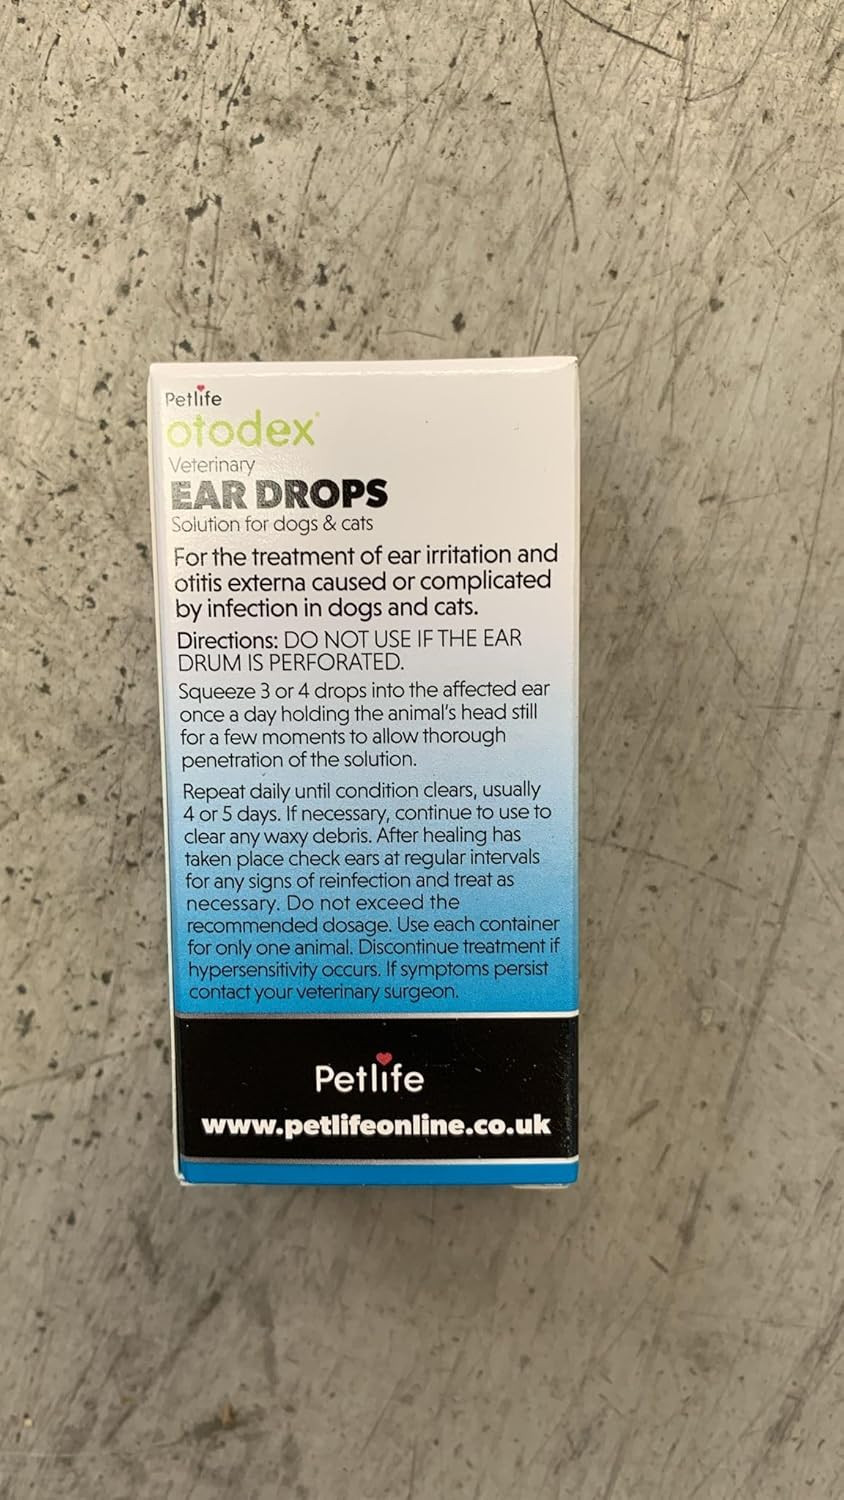 Petlife
otodex®
Veterinary
EAR DROPS
Solution for dogs & cats
For the treatment of ear irritation and
otitis externa caused or complicated
by infection in dogs and cats.
Directions: DO NOT USE IF THE EAR
DRUM IS PERFORATED.
Squeeze 3 or 4 drops into the affected ear
once a day holding the animal's head still
for a few moments to allow thorough
penetration of the solution.
Repeat daily until condition clears, usually
4 or 5 days. If necessary, continue to use to
clear any waxy debris. After healing has
taken place check ears at regular intervals
for any signs of reinfection and treat as
necessary. Do not exceed the
recommended dosage. Use each container
for only one animal. Discontinue treatment if
hypersensitivity occurs. If symptoms persist
contact your veterinary surgeon.
Petlife
www.petlifeonline.co.uk